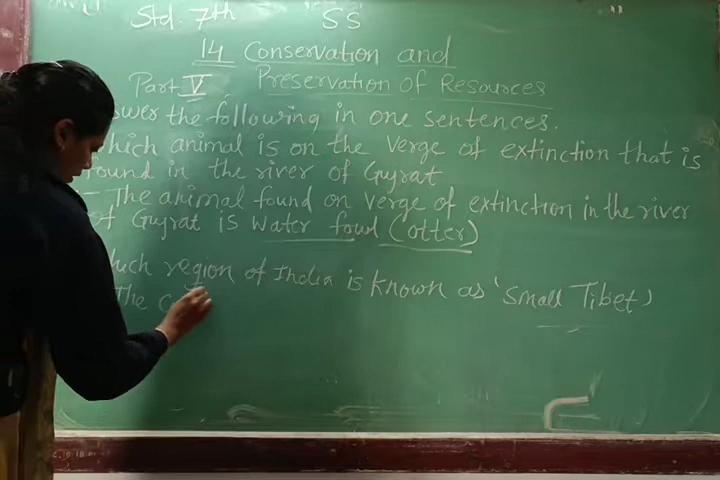 Std. 7th "SS"
14 Conservation and
Part V Preservation of Resources
swer the following in one sentences.
hich animal is on the verge of extinction that is
found in the river of Gujrat
- The animal found on verge of extinction in the river
of Gujrat is water fowl (otter)
hich region of India is known as 'Small Tibet'
The